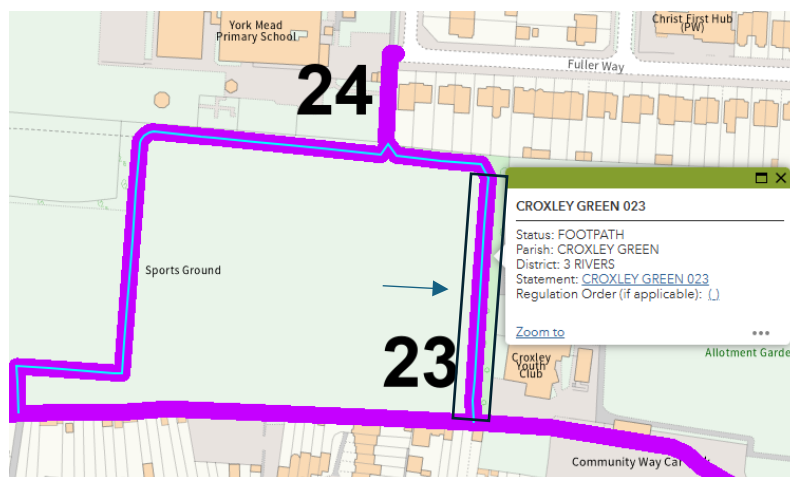 York Mead
Primary School
Christ First Hub
(PW)
Fuller Way
24
CROXLEY GREEN 023
Status: FOOTPATH
Parish: CROXLEY GREEN
District: 3 RIVERS
Statement: CROXLEY GREEN 023
Regulation Order (if applicable): ( )
Zoom to
Sports Ground
23
Croxley
Youth
Club
Allotment Garde
Community Way Car